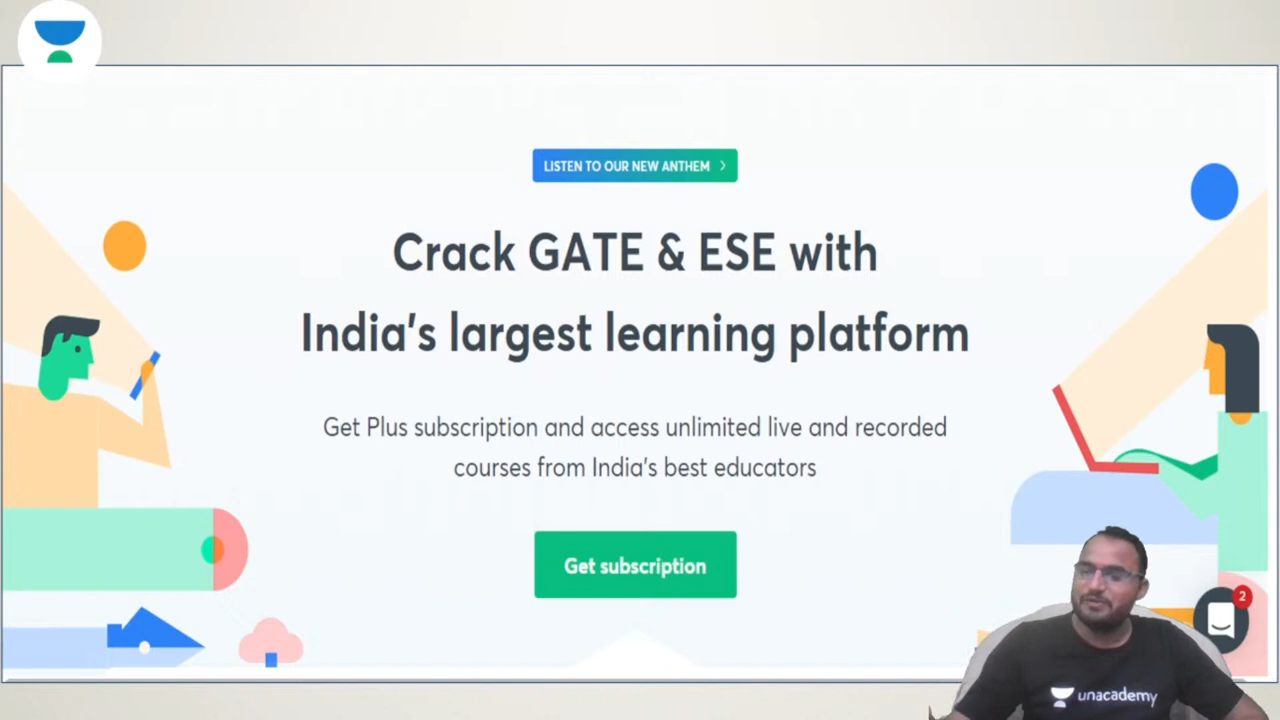 LISTEN TO OUR NEW ANTHEM
Crack GATE & ESE with
India's largest learning platform
Get Plus subscription and access unlimited live and recorded
courses from India's best educators
Get subscription
2
unacademy